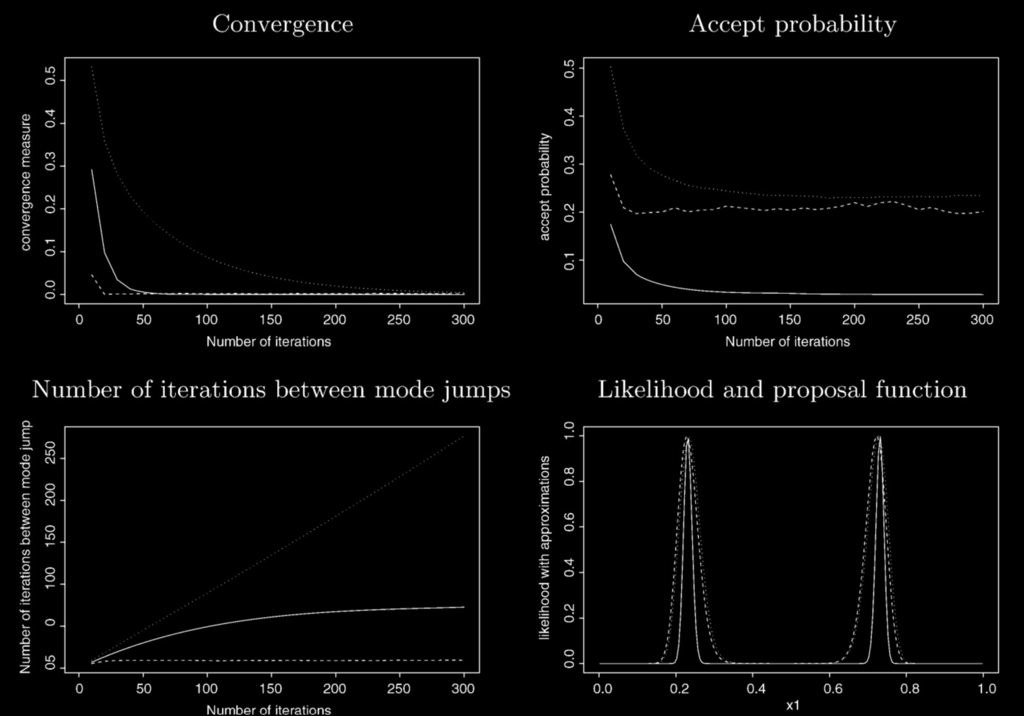 Convergence
convergence measure
0.5
0.4
0.3
0.2
0.1
0.0
0 50 100 150 200 250 300
Number of iterations
Accept probability
accept probability
0.5
0.4
0.3
0.2
0.1
0 50 100 150 200 250 300
Number of iterations
Number of iterations between mode jumps
Number of iterations between mode jump
250
200
150
100
0
05
0 50 100 150 200 250 300
Number of iterations
Likelihood and proposal function
likelihood with approximations
1.0
0.8
0.6
0.4
0.2
0.0
0.0 0.2 0.4 0.6 0.8 1.0
x1